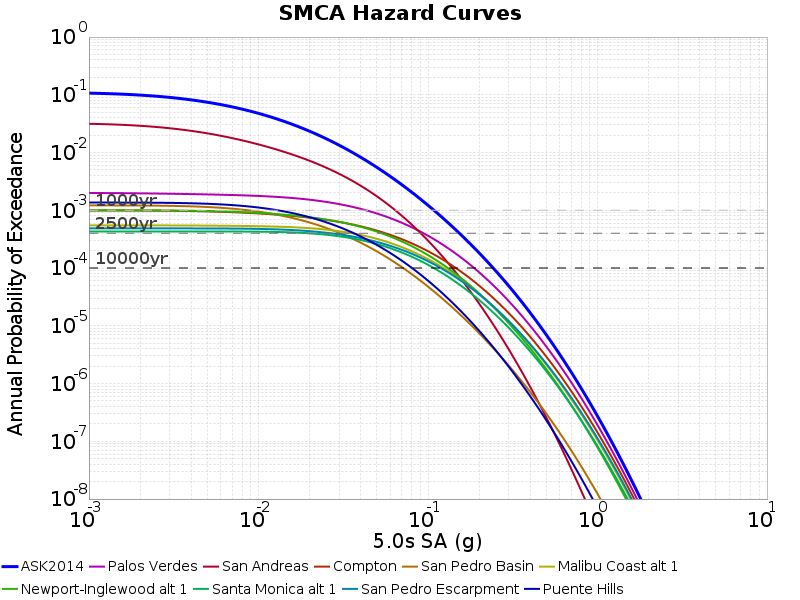 SMCA Hazard Curves
Annual Probability of Exceedance
10^0
10^-1
10^-2
10^-3
10^-4
10^-5
10^-6
10^-7
10^-8
1000yr
2500yr
10000yr
10^-3 10^-2 10^-1 10^0 10^1
5.0s SA (g)
ASK2014 Palos Verdes San Andreas Compton San Pedro Basin Malibu Coast alt 1
Newport-Inglewood alt 1 Santa Monica alt 1 San Pedro Escarpment Puente Hills